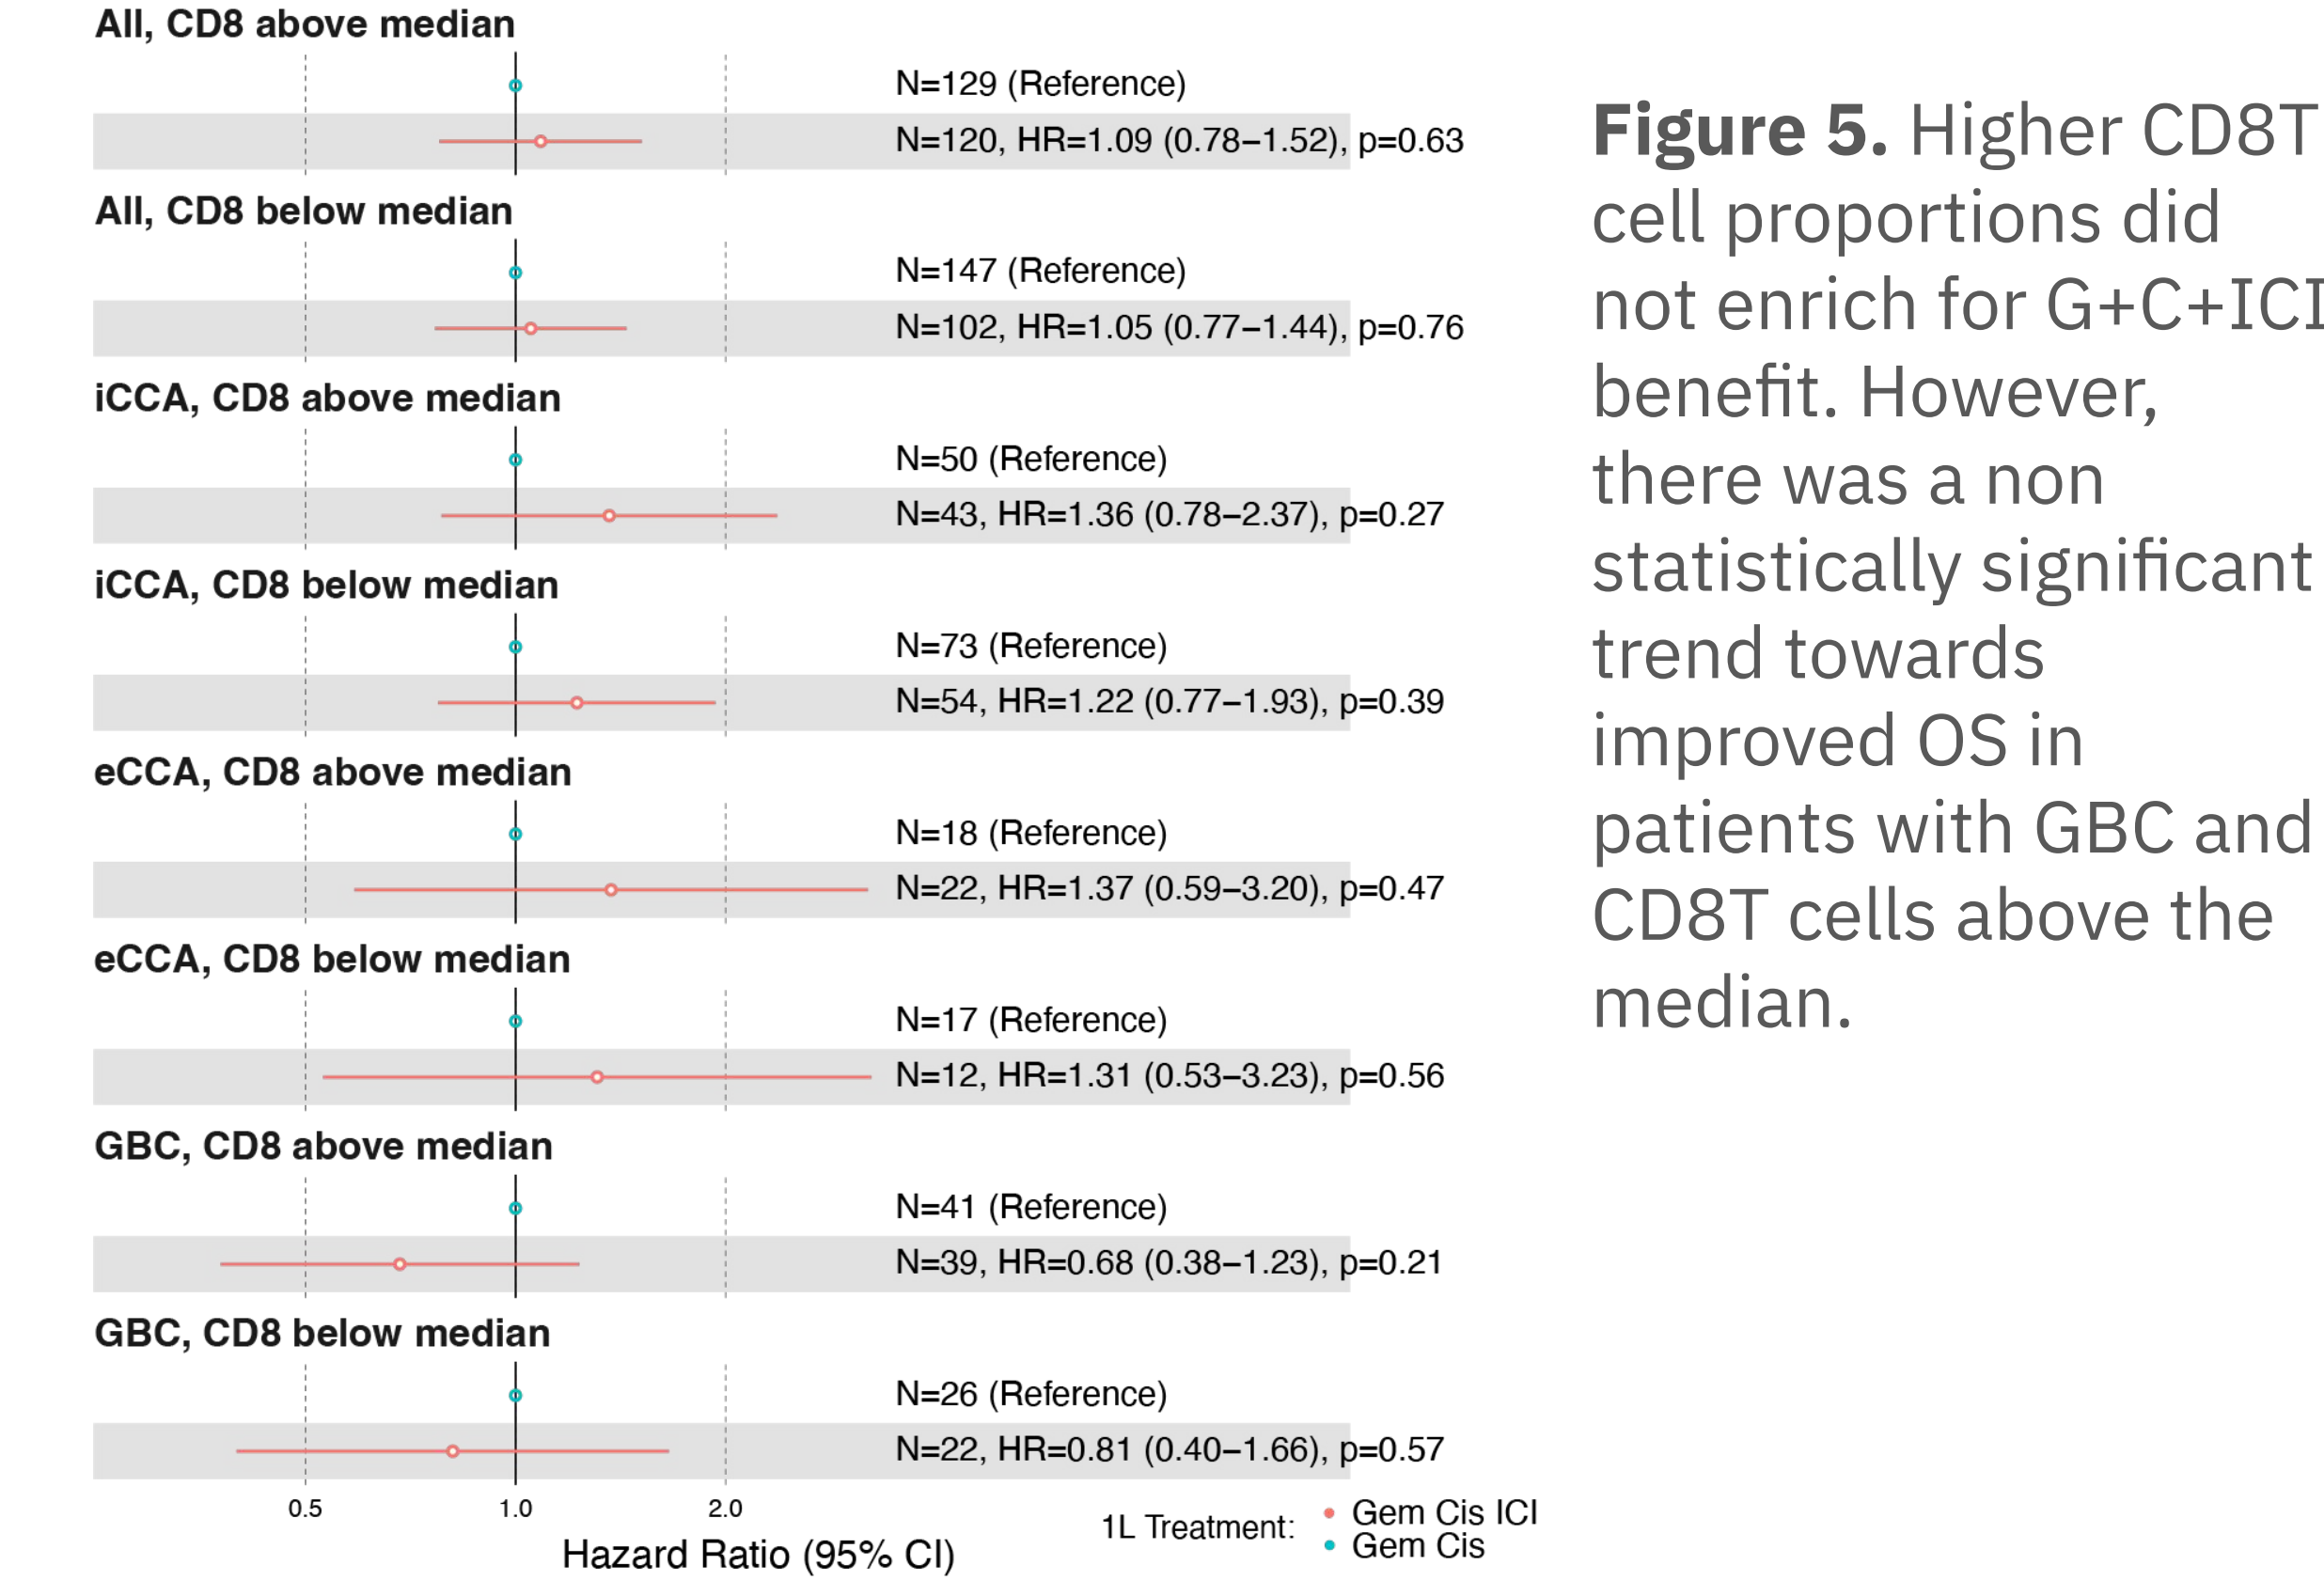 All, CD8 above median
N=129 (Reference)
N=120, HR=1.09 (0.78–1.52), p=0.63
All, CD8 below median
N=147 (Reference)
N=102, HR=1.05 (0.77–1.44), p=0.76
iCCA, CD8 above median
N=50 (Reference)
N=43, HR=1.36 (0.78–2.37), p=0.27
iCCA, CD8 below median
N=73 (Reference)
N=54, HR=1.22 (0.77–1.93), p=0.39
eCCA, CD8 above median
N=18 (Reference)
N=22, HR=1.37 (0.59–3.20), p=0.47
eCCA, CD8 below median
N=17 (Reference)
N=12, HR=1.31 (0.53–3.23), p=0.56
GBC, CD8 above median
N=41 (Reference)
N=39, HR=0.68 (0.38–1.23), p=0.21
GBC, CD8 below median
N=26 (Reference)
N=22, HR=0.81 (0.40–1.66), p=0.57
0.5 1.0 2.0
Hazard Ratio (95% CI)
1L Treatment:
Gem Cis ICI
Gem Cis
Figure 5. Higher CD8T
cell proportions did
not enrich for G+C+ICI
benefit. However,
there was a non
statistically significant
trend towards
improved OS in
patients with GBC and
CD8T cells above the
median.